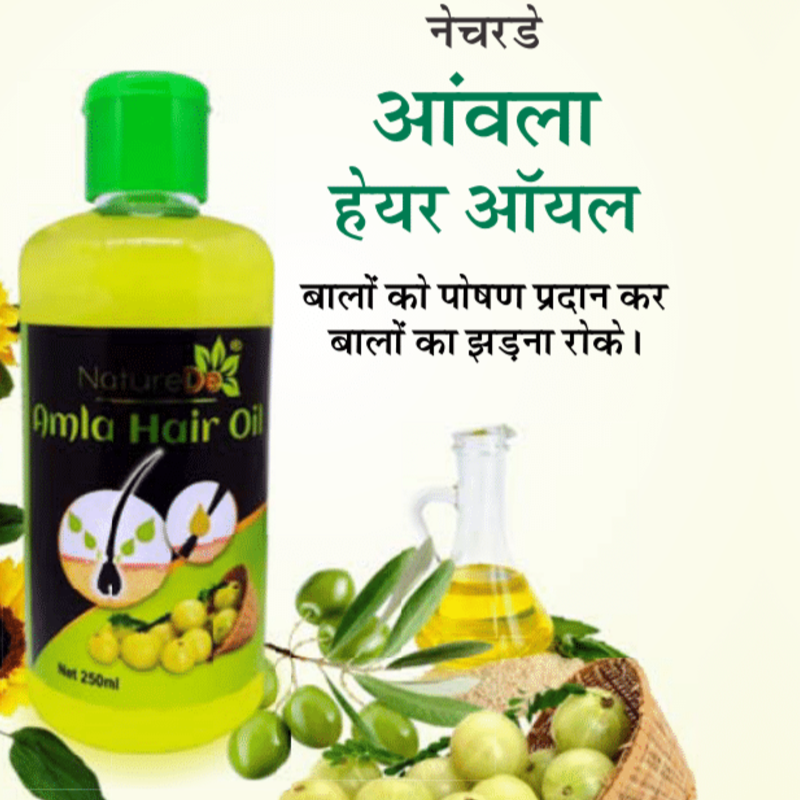 नेचरडे
आंवला
हेयर ऑयल
बालों को पोषण प्रदान कर
बालों का झड़ना रोके।
NatureDe®
Amla Hair Oil
Net 250ml